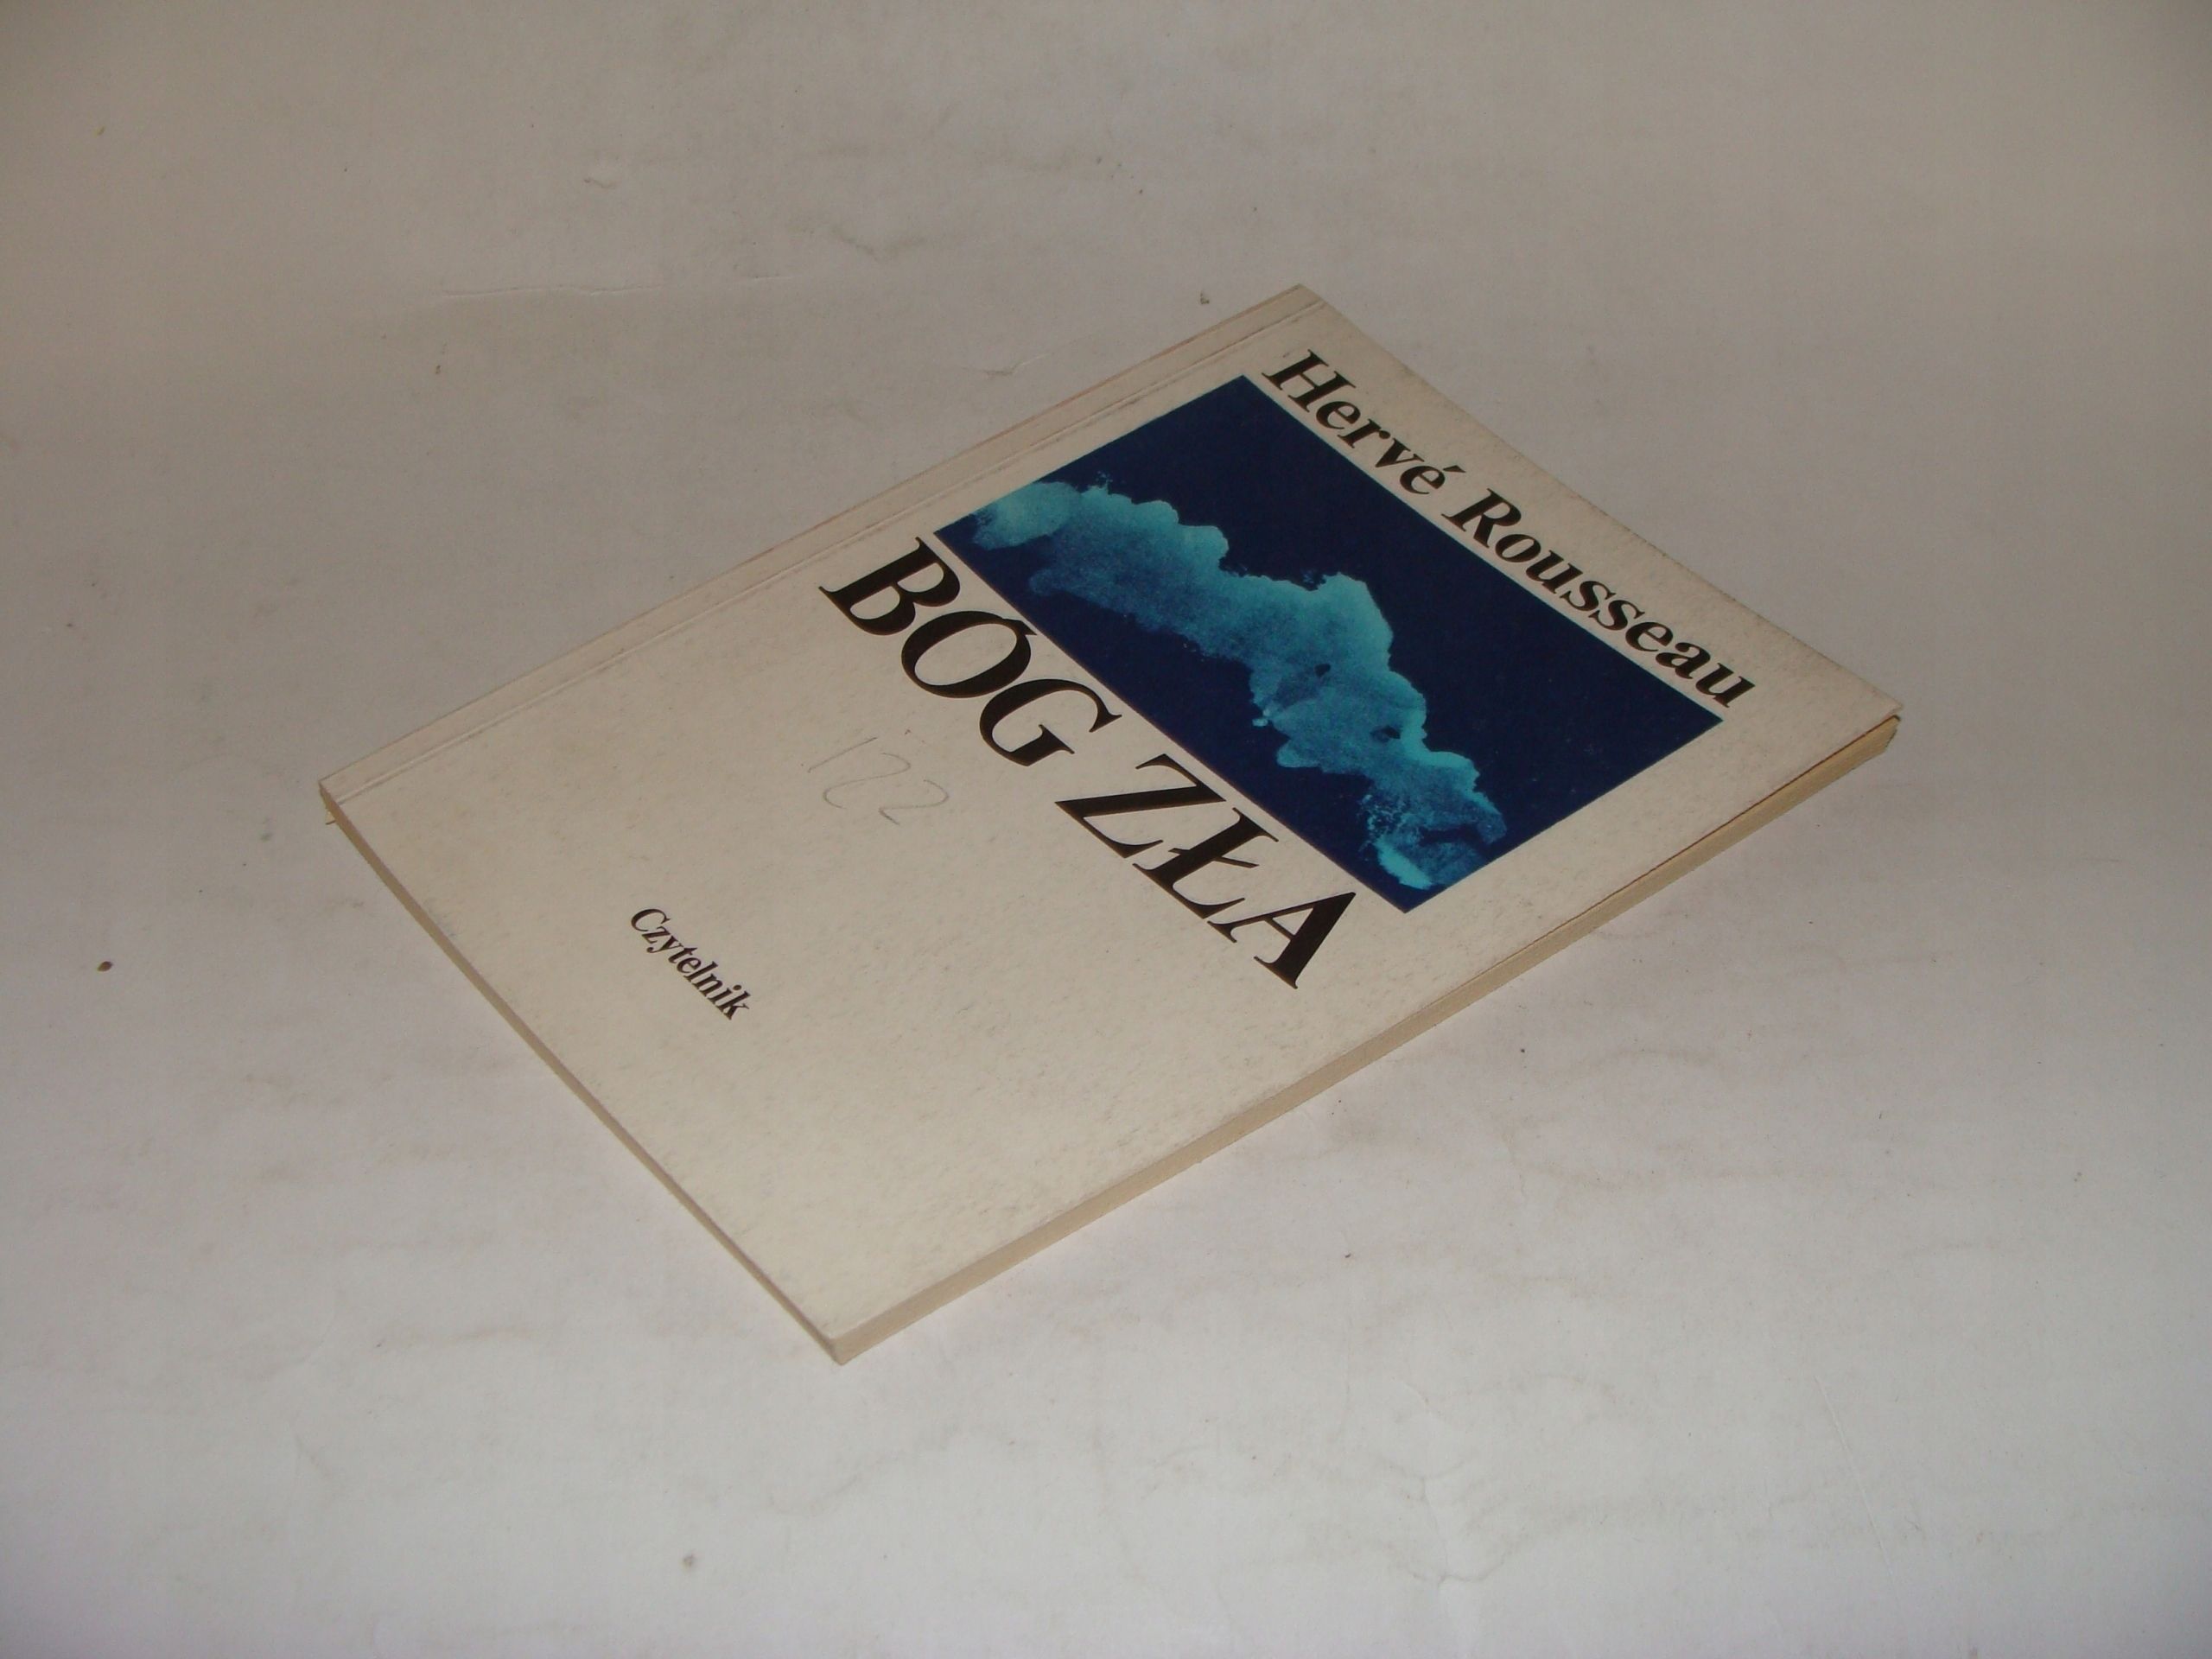 Hervé Rousseau
BÓG ZŁA
122
Czytelnik